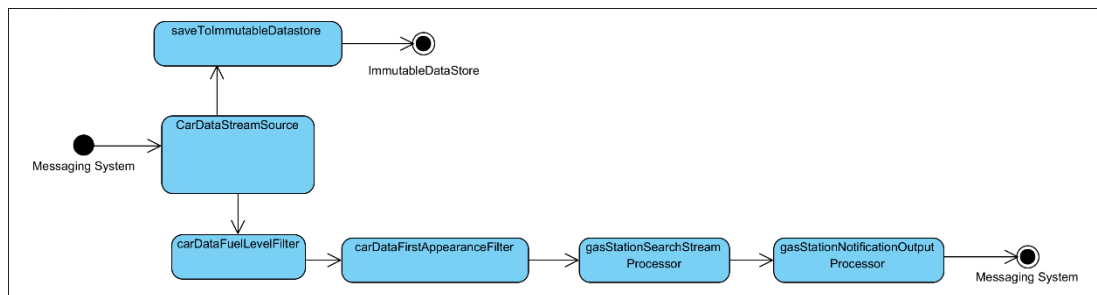 saveToImmutableDatastore
ImmutableDataStore
CarDataStreamSource
Messaging System
carDataFuelLevelFilter
carDataFirstAppearanceFilter
gasStationSearchStream
Processor
gasStationNotificationOutput
Processor
Messaging System